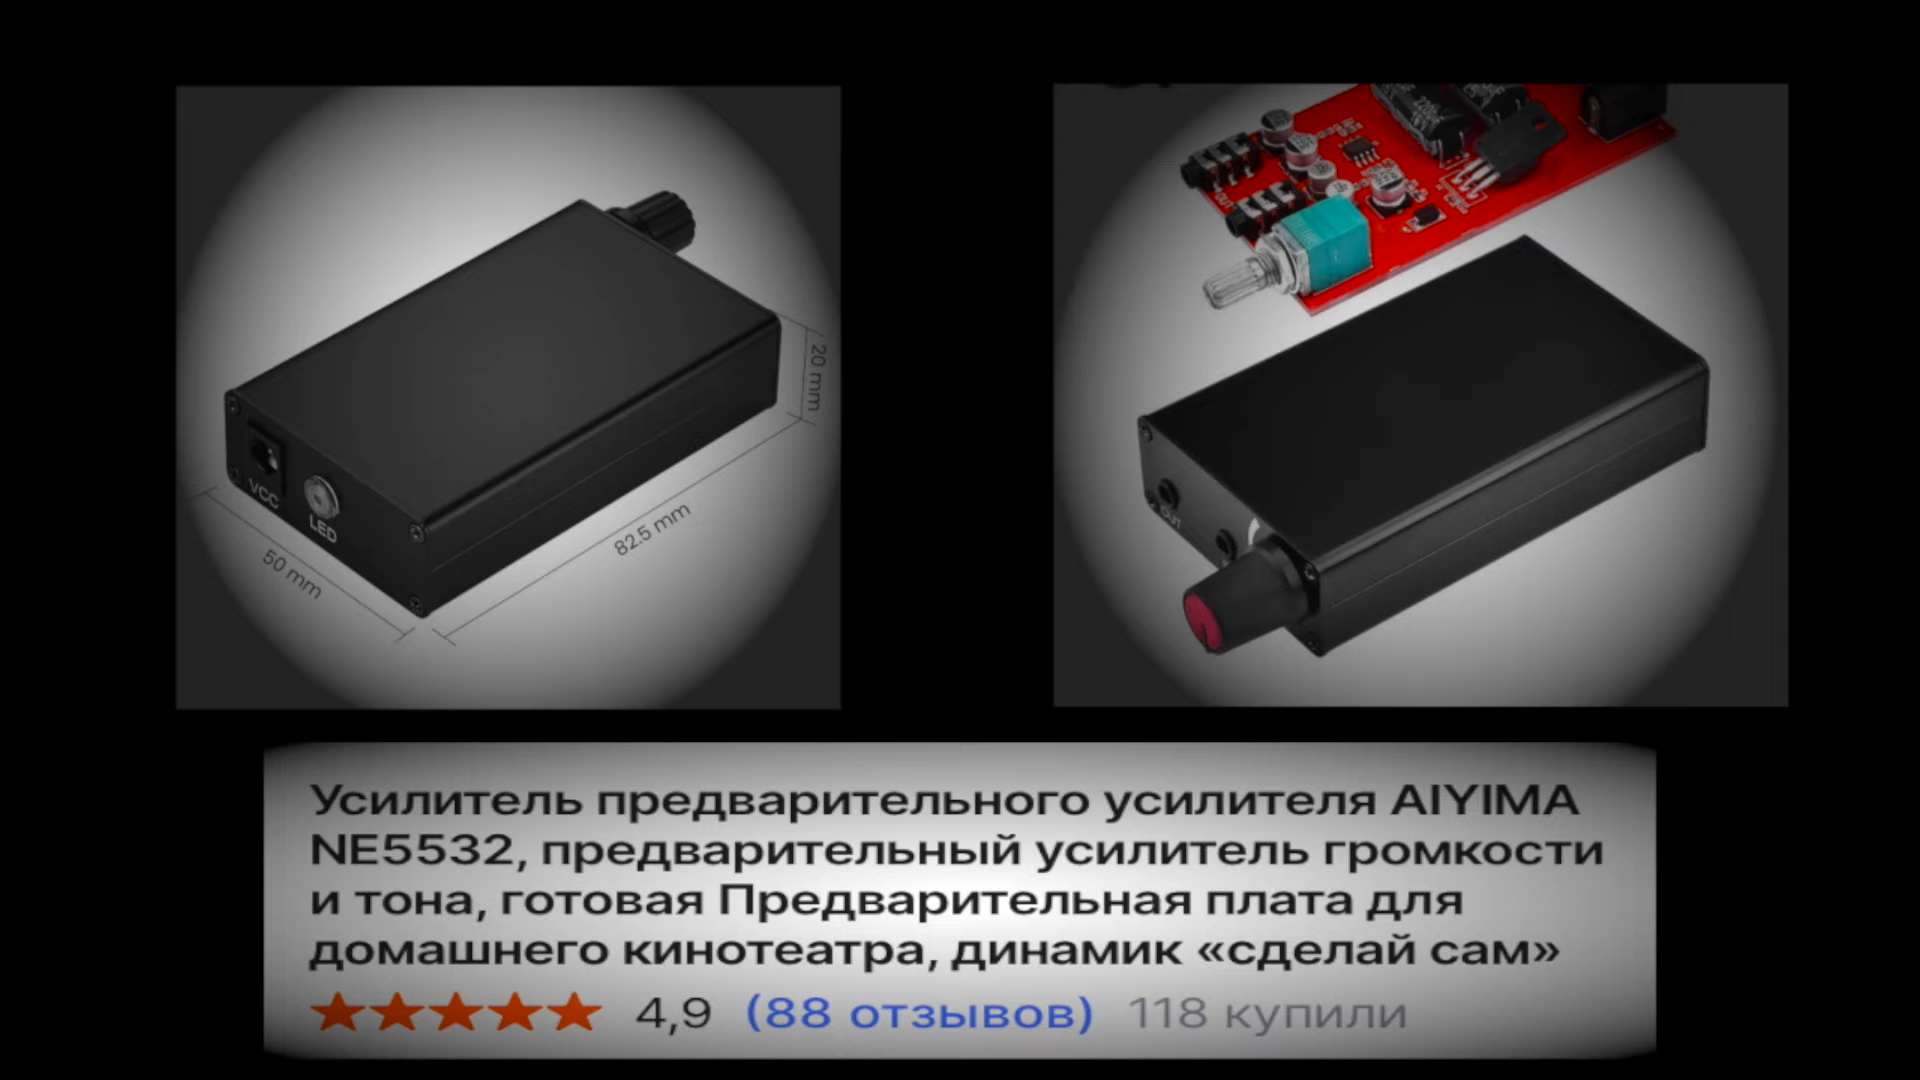 20 mm
VCC
LED
82.5 mm
50 mm
OUT
OUT
Усилитель предварительного усилителя AIYIMA
NE5532, предварительный усилитель громкости
и тона, готовая Предварительная плата для
домашнего кинотеатра, динамик «сделай сам»
4,9 (88 отзывов) 118 купили